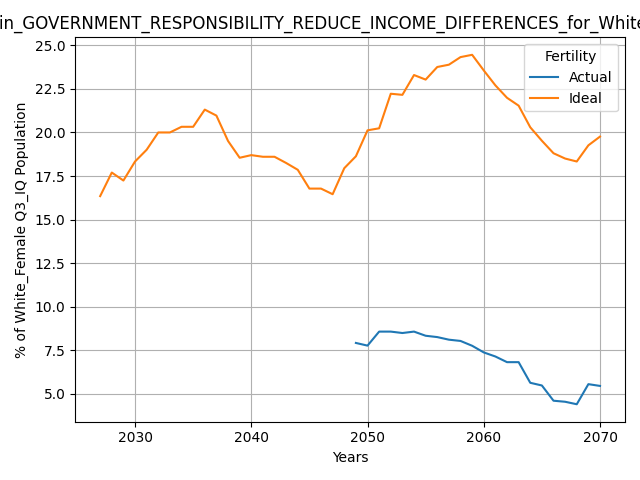 in_GOVERNMENT_RESPONSIBILITY_REDUCE_INCOME_DIFFERENCES_for_White
Fertility
Actual
Ideal
% of White_Female Q3_IQ Population
25.0
22.5
20.0
17.5
15.0
12.5
10.0
7.5
5.0
2030 2040 2050 2060 2070
Years